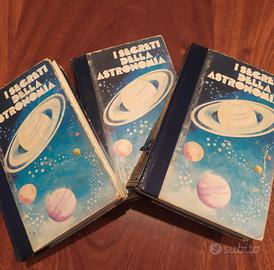 I SEGRETI
DELLA
ASTRONOMIA
I SEGRETI
DELLA
ASTRONOMIA
I SEGRETI
DELLA
ASTRONOMIA
subito